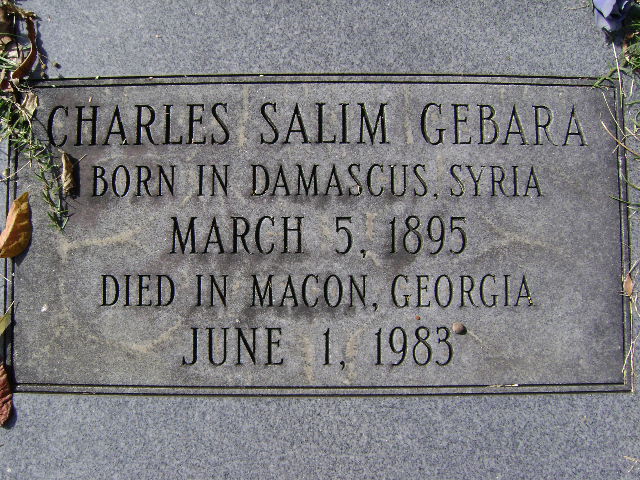 CHARLES SALIM GEBARA
BORN IN DAMASCUS, SYRIA
MARCH 5, 1895
DIED IN MACON, GEORGIA
JUNE 1, 1983